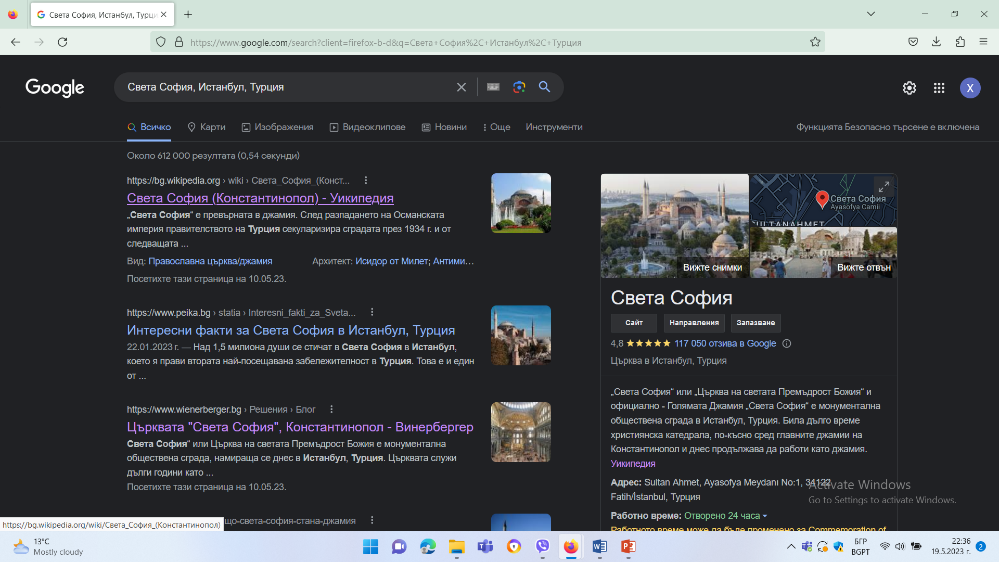 Света София, Истанбул, Турция
https://www.google.com/search?client=firefox-b-d&q=Света+София%2C+Истанбул%2C+Турция
Google
Света София, Истанбул, Турция
X
Всичко
Карти
Изображения
Видеоклипове
Новини
Още
Инструменти
Функцията Безопасно търсене е включена
Около 612 000 резултата (0,54 секунди)
https://bg.wikipedia.org › wiki › Света_София_(Конст...
Света София (Константинопол) - Уикипедия
„Света София“ е превърната в джамия. След разпадането на Османската
империя правителството на Турция секуларизира сградата през 1934 г. и от
следващата ...
Вид: Православна църква/джамия
Архитект: Исидор от Милет; Антими...
Посетихте тази страница на 10.05.23.
https://www.peika.bg › statia › Interesni_fakti_za_Sveta...
Интересни факти за Света София в Истанбул, Турция
22.01.2023 г. — Над 1,5 милиона души се стичат в Света София в Истанбул,
което я прави втората най-посещавана забележителност в Турция. Това е и един
от ...
https://www.wienerberger.bg › Решения › Блог
Църквата "Света София", Константинопол - Винербергер
Света София“ или Църква на светата Премъдрост Божия е монументална
обществена сграда, намираща се днес в Истанбул, Турция. Църквата служи
дълги години като ...
Посетихте тази страница на 10.05.23.
що-света-софия-стана-джамия
https://bg.wikipedia.org/wiki/Света_София_(Константинопол)
Света София
Ayasofya Camii
ULTANAHMET
Вижте снимки
Вижте отвън
Света София
Сайт
Направления
Запазване
4,8 ★★★★★ 117 050 отзива в Google
Църква в Истанбул, Турция
„Света София“ или „Църква на светата Премъдрост Божия“ и
официално - Голямата Джамия „Света София“ е монументална
обществена сграда в Истанбул, Турция. Била дълго време
християнска катедрала, по-късно сред главните джамии на
Константинопол и днес продължава да работи като джамия.
Уикипедия
Адрес: Sultan Ahmet, Ayasofya Meydanı No:1, 34122
Fatih/İstanbul, Турция
Работно време: Отворено 24 часа
Работното време може да бъде променено за Commemoration of
Activate Windows
Go to Settings to activate Windows.
13°C
Mostly cloudy
БГР
BGPT
22:36
19.5.2023 г.
2